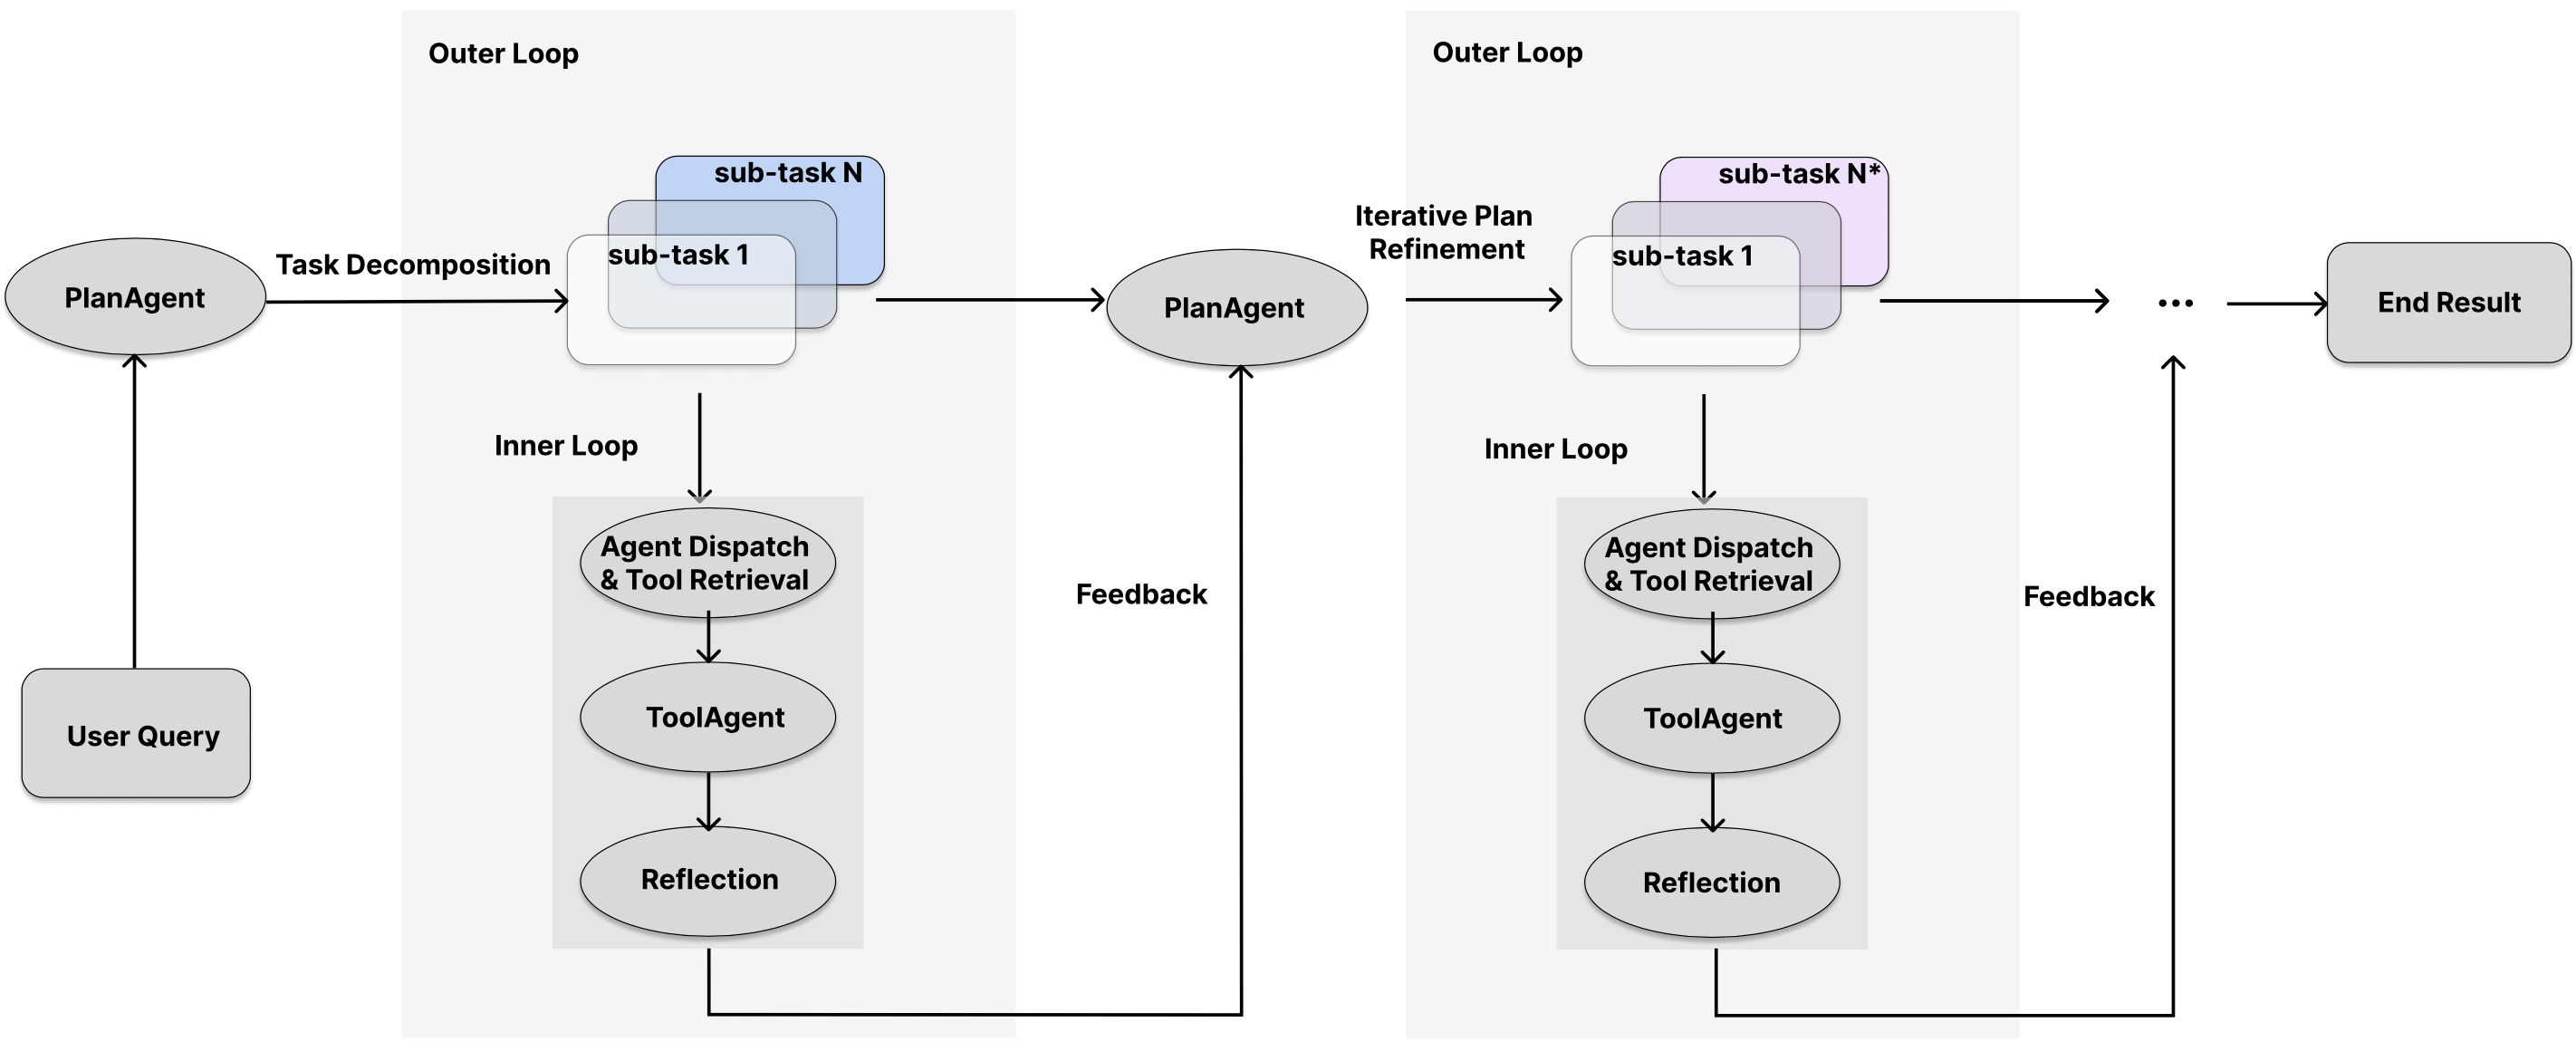 Outer Loop
sub-task N
sub-task 1
Task Decomposition
PlanAgent
User Query
Inner Loop
Agent Dispatch
& Tool Retrieval
ToolAgent
Reflection
Feedback
PlanAgent
Iterative Plan
Refinement
Outer Loop
sub-task N*
sub-task 1
Inner Loop
Agent Dispatch
& Tool Retrieval
ToolAgent
Reflection
Feedback
...
End Result